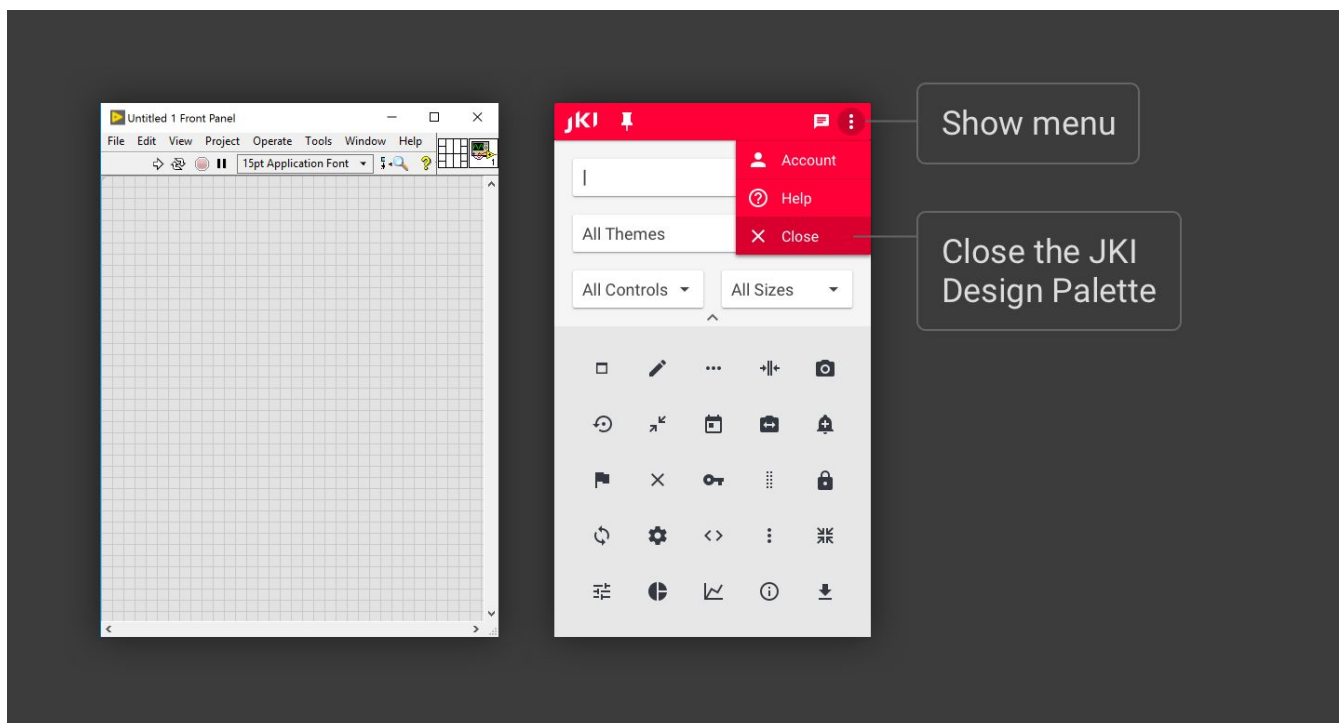 Untitled 1 Front Panel
File Edit View Project Operate Tools Window Help
15pt Application Font
1
JKI
Account
Help
Close
All Themes
All Controls
All Sizes
Show menu
Close the JKI
Design Palette